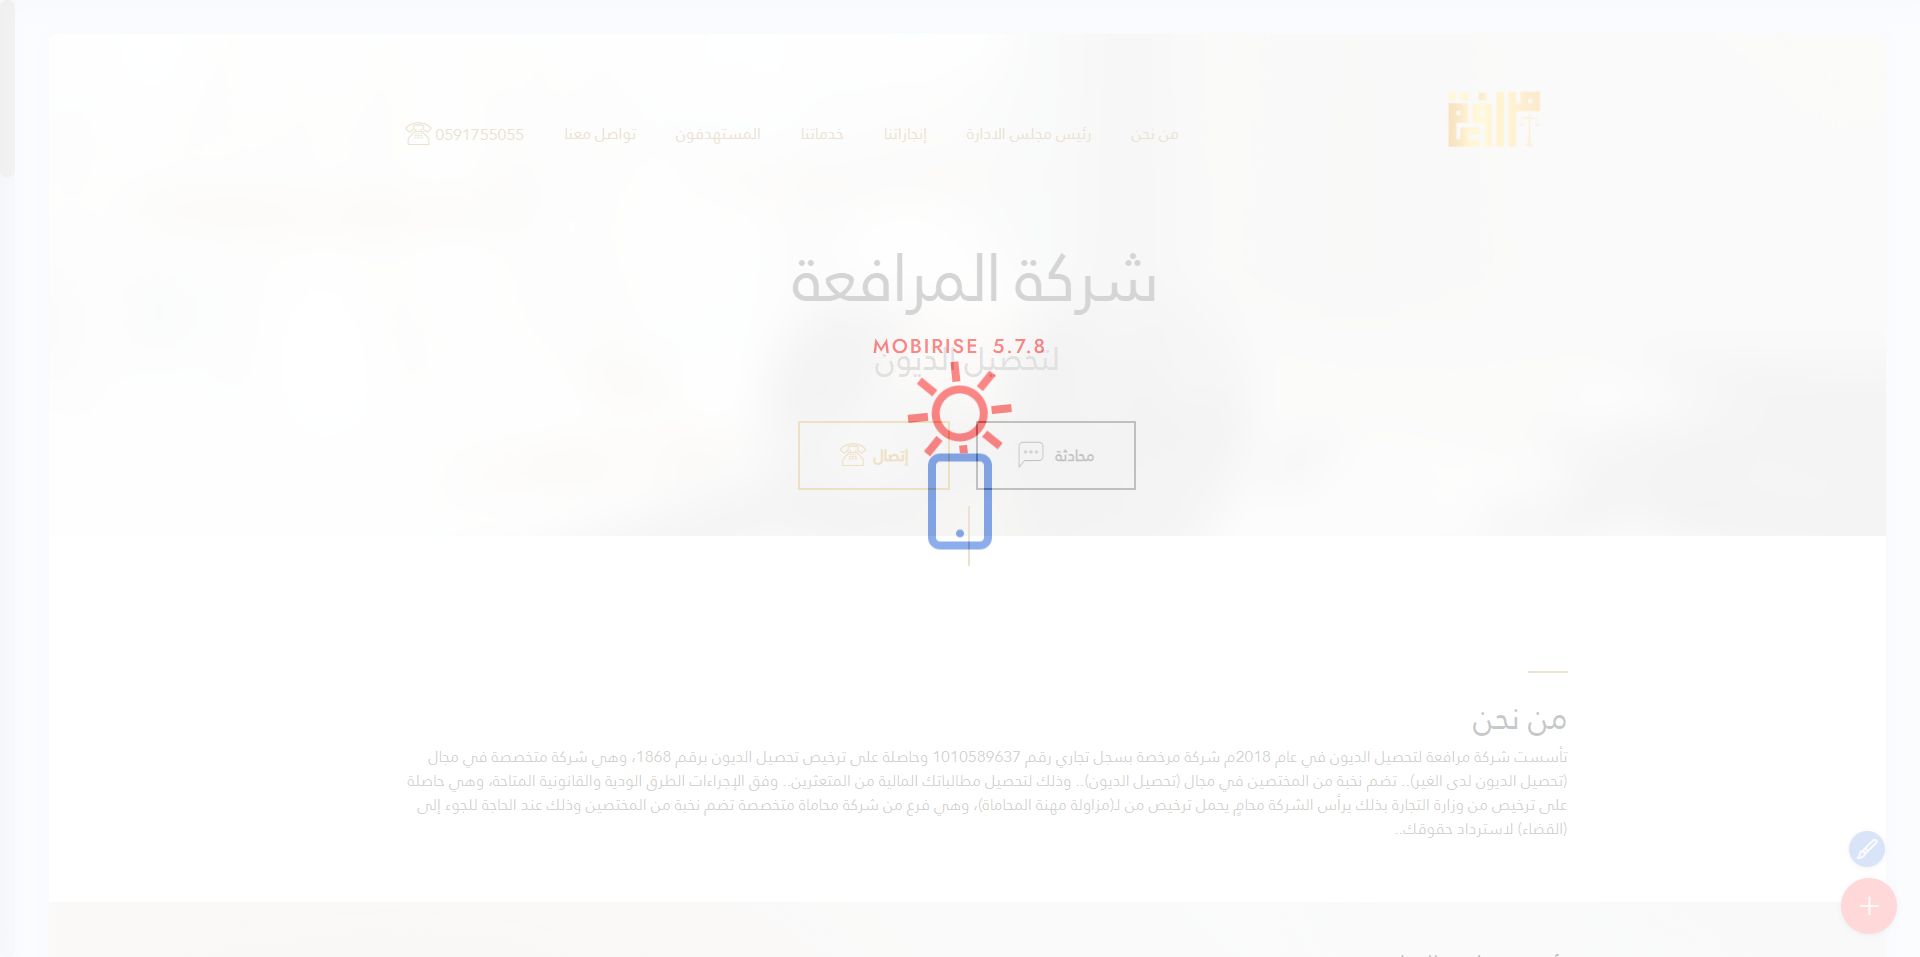 مرافعة
من نحن
رئيس مجلس الادارة
إنجازاتنا
خدماتنا
المستهدفون
تواصل معنا
0591755055
شركة المرافعة
MOBIRISE 5.7.8
لتحصيل الديون
محادثة
إتصال
من نحن
تأسست شركة مرافعة لتحصيل الديون في عام 2018م شركة مرخصة بسجل تجاري رقم 1010589637 وحاصلة على ترخيص تحصيل الديون برقم 1868، وهي شركة متخصصة في مجال
(تحصيل الديون لدى الغير).. تضم نخبة من المختصين في مجال (تحصيل الديون).. وذلك لتحصيل مطالباتك المالية من المتعثرين.. وفق الإجراءات الطرق الودية والقانونية المتاحة، وهي حاصلة
على ترخيص من وزارة التجارة بذلك يرأس الشركة محامٍ يحمل ترخيص من لـ(مزاولة مهنة المحاماة)، وهي فرع من شركة محاماة متخصصة تضم نخبة من المختصين وذلك عند الحاجة للجوء إلى
(القضاء) لاسترداد حقوقك..